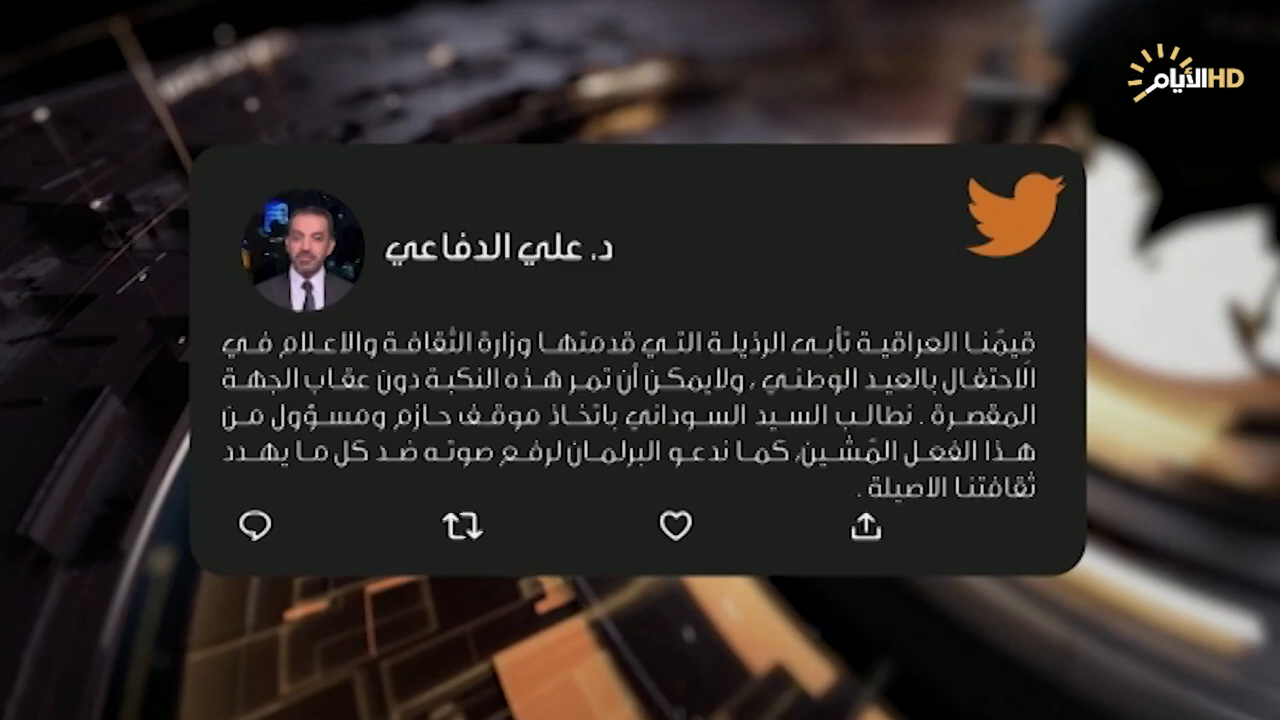 الأيام HD
د. علي الدفاعي
قِيمُنا العراقية تأبى الرذيلة التي قدمتها وزارة الثقافة والاعلام في
الاحتفال بالعيد الوطني , ولايمكن أن تمر هذه النكبة دون عقاب الجهة
المقصرة . نطالب السيد السوداني باتخاذ موقف حازم ومسؤول من
هذا الفعل المُشين, كما ندعو البرلمان لرفع صوته ضد كل ما يهدد
ثقافتنا الاصيلة .